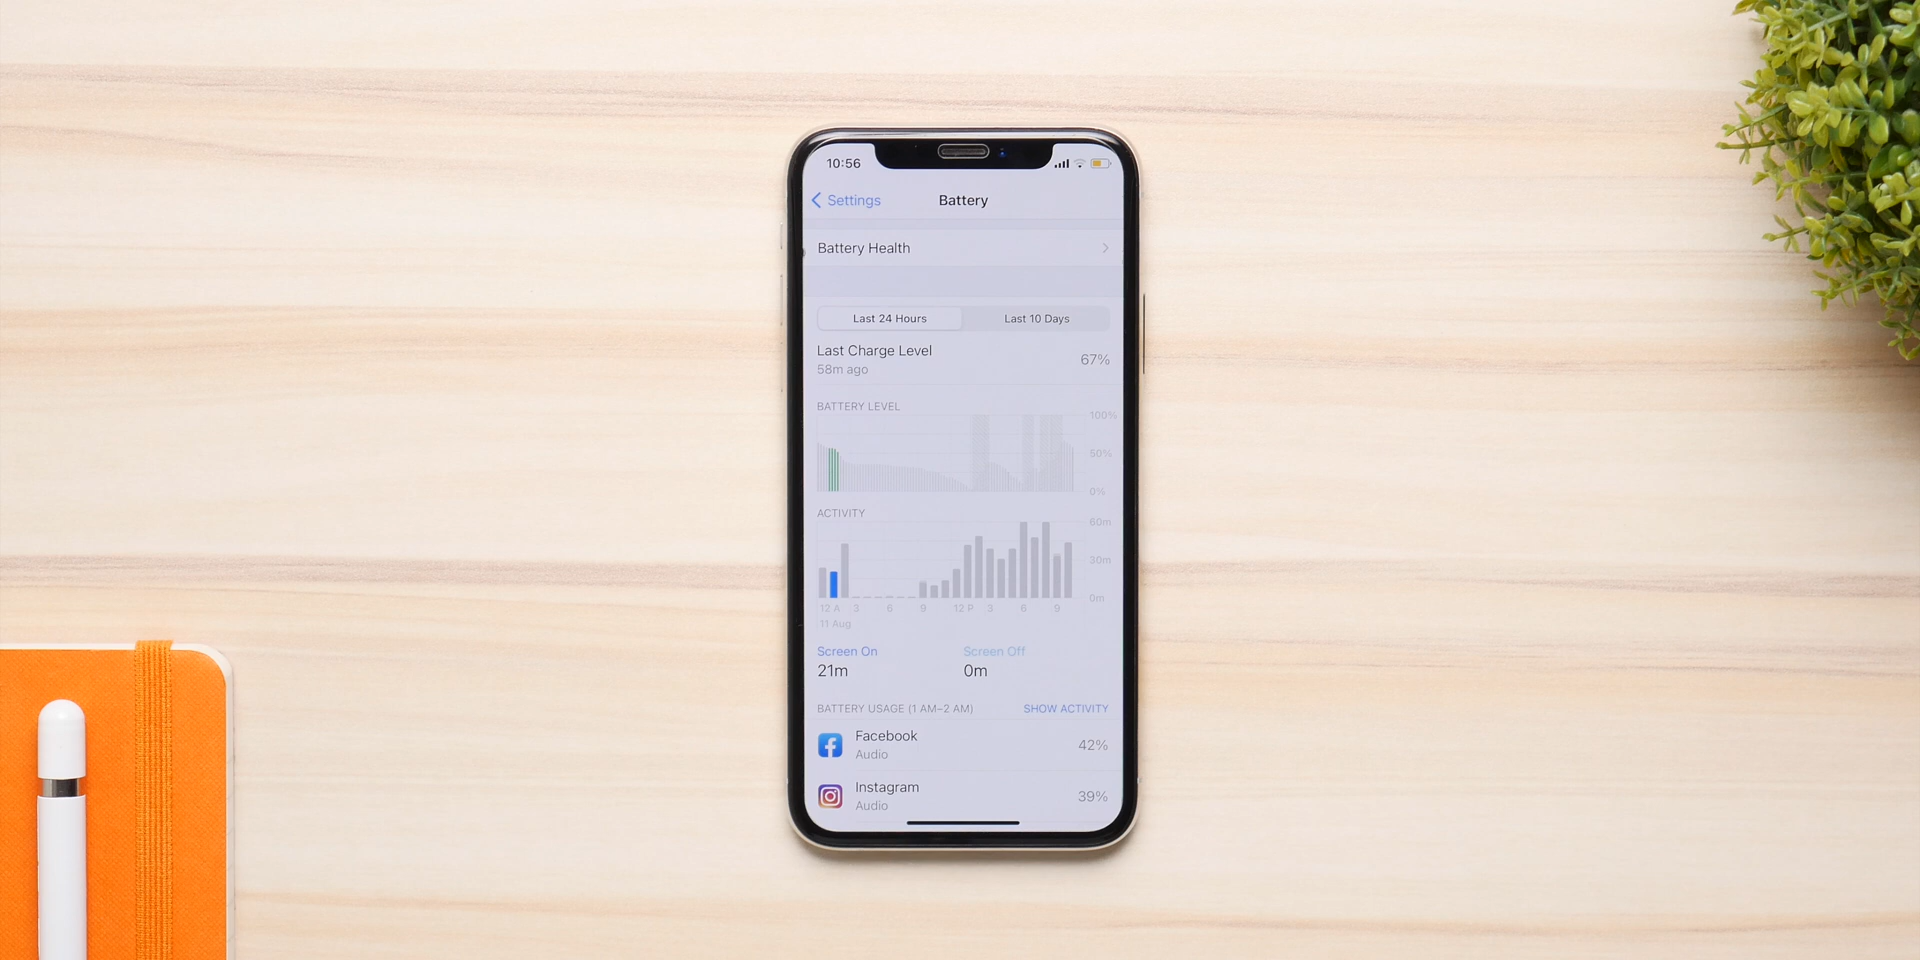 10:56
Settings
Battery
Battery Health
Last 24 Hours
Last 10 Days
Last Charge Level
58m ago
67%
BATTERY LEVEL
100%
50%
0%
ACTIVITY
60m
30m
0m
12 A 3 6 9 12 P 3 6 9
11 Aug
Screen On
Screen Off
21m
0m
BATTERY USAGE (1 AM–2 AM)
SHOW ACTIVITY
Facebook
Audio
42%
Instagram
Audio
39%